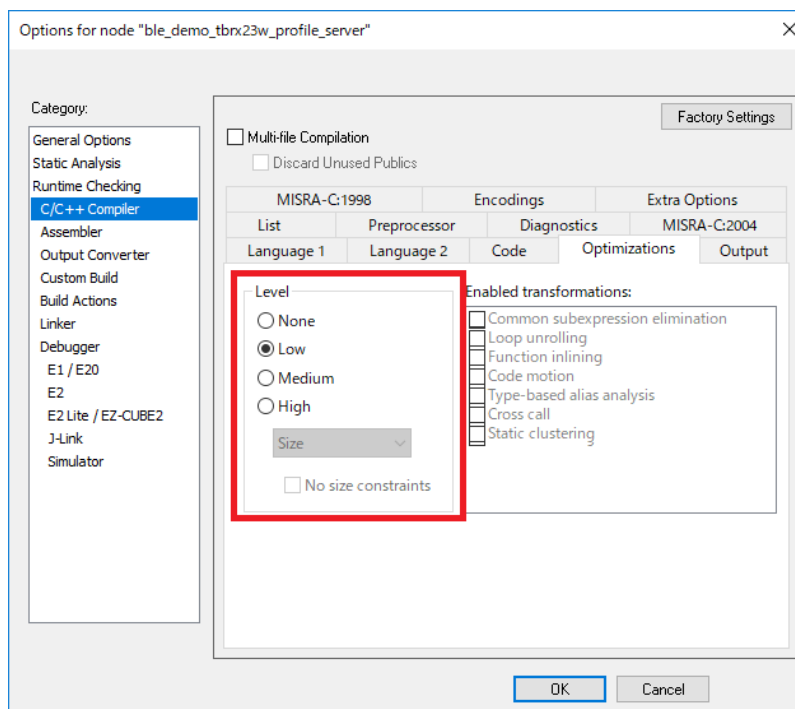 Options for node "ble_demo_tbrx23w_profile_server"
Category:
General Options
Static Analysis
Runtime Checking
C/C++ Compiler
Assembler
Output Converter
Custom Build
Build Actions
Linker
Debugger
E1 / E20
E2
E2 Lite / EZ-CUBE2
J-Link
Simulator
Factory Settings
Multi-file Compilation
Discard Unused Publics
MISRA-C:1998 Encodings Extra Options
List Preprocessor Diagnostics MISRA-C:2004
Language 1 Language 2 Code Optimizations Output
Level
None
Low
Medium
High
Size
No size constraints
Enabled transformations:
Common subexpression elimination
Loop unrolling
Function inlining
Code motion
Type-based alias analysis
Cross call
Static clustering
OK Cancel